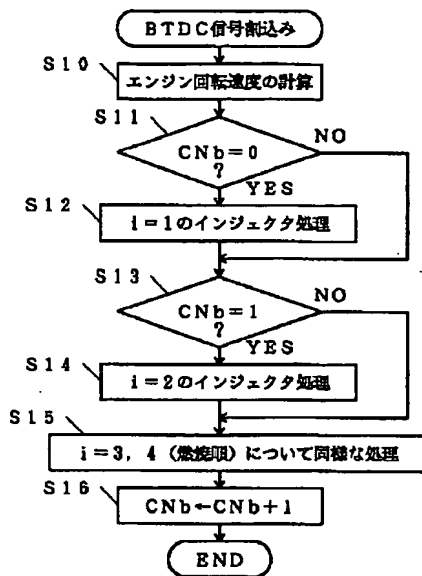 BTDC信号割込み
S10
エンジン回転速度の計算
S11
CNb=0
?
NO
YES
S12
i=1のインジェクタ処理
S13
CNb=1
?
NO
YES
S14
i=2のインジェクタ処理
S15
i=3,4(燃焼順)について同様な処理
S16
CNb←CNb+1
END